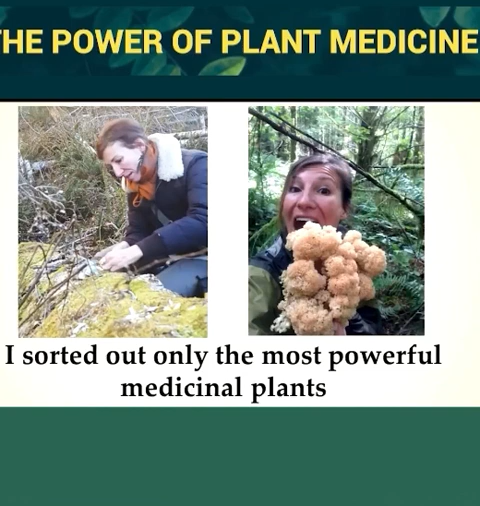 THE POWER OF PLANT MEDICINE
I sorted out only the most powerful
medicinal plants